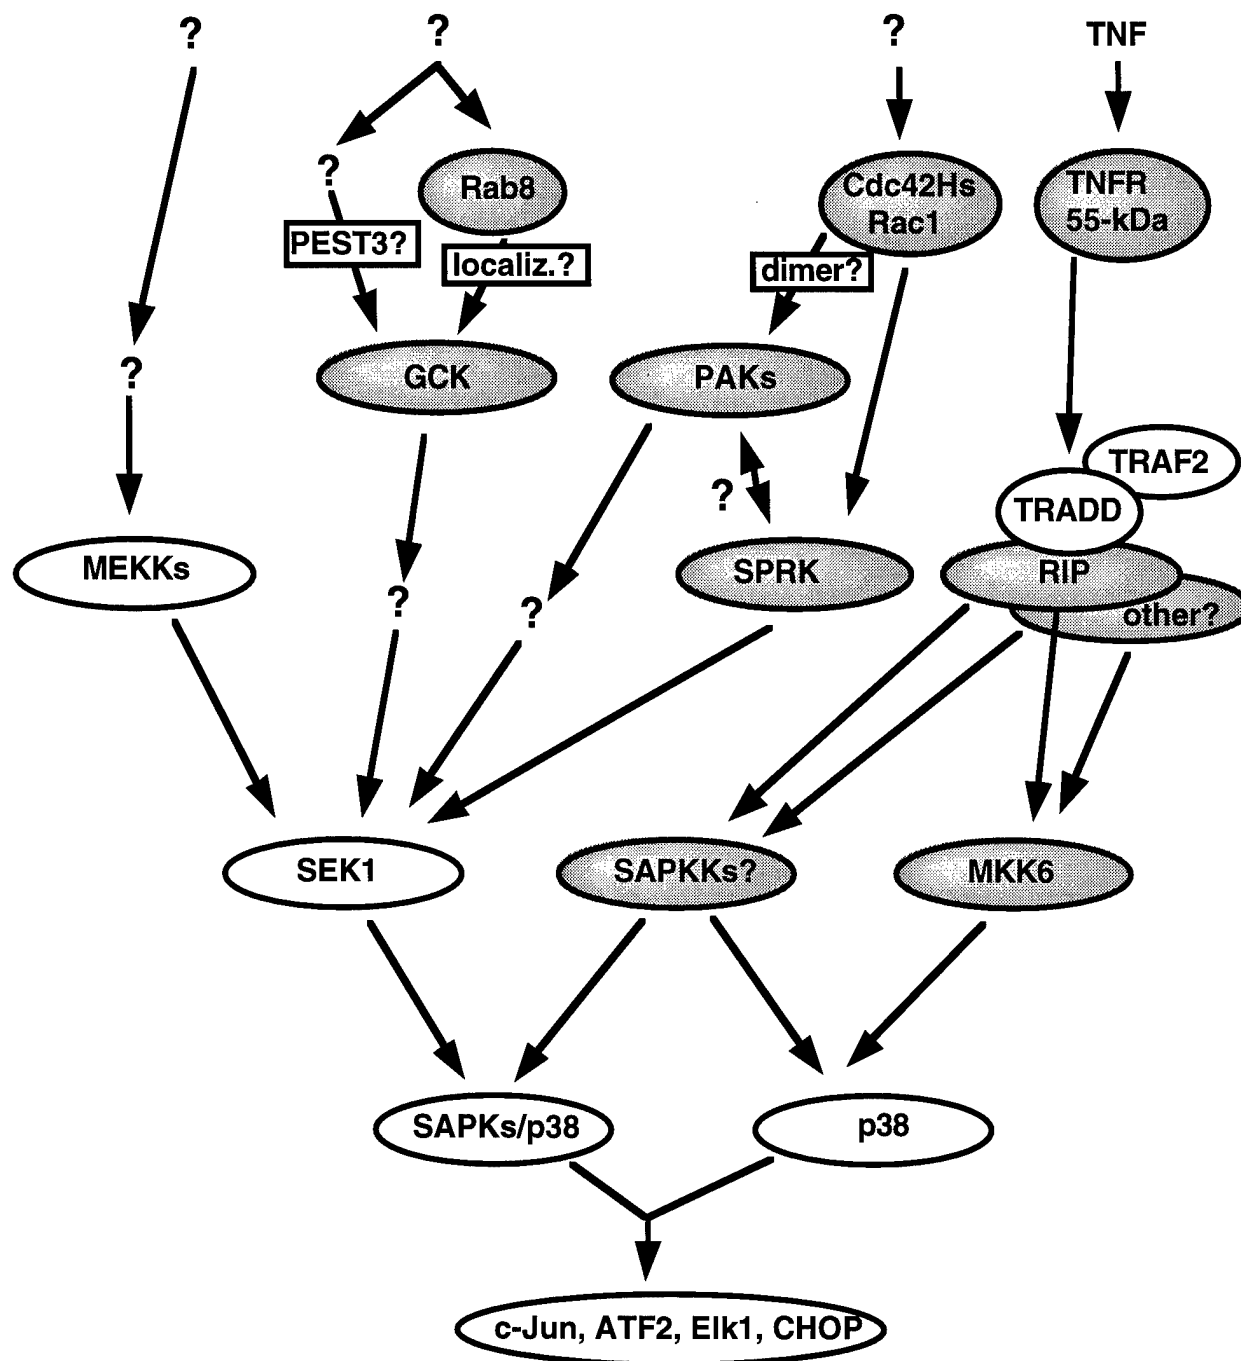 ?
?
?
TNF
?
Rab8
Cdc42Hs
Rac1
TNFR
55-kDa
PEST3?
localiz.?
dimer?
?
GCK
PAKs
TRAF2
?
TRADD
MEKKs
SPRK
RIP
?
?
other?
SEK1
SAPKKs?
MKK6
SAPKs/p38
p38
c-Jun, ATF2, Elk1, CHOP